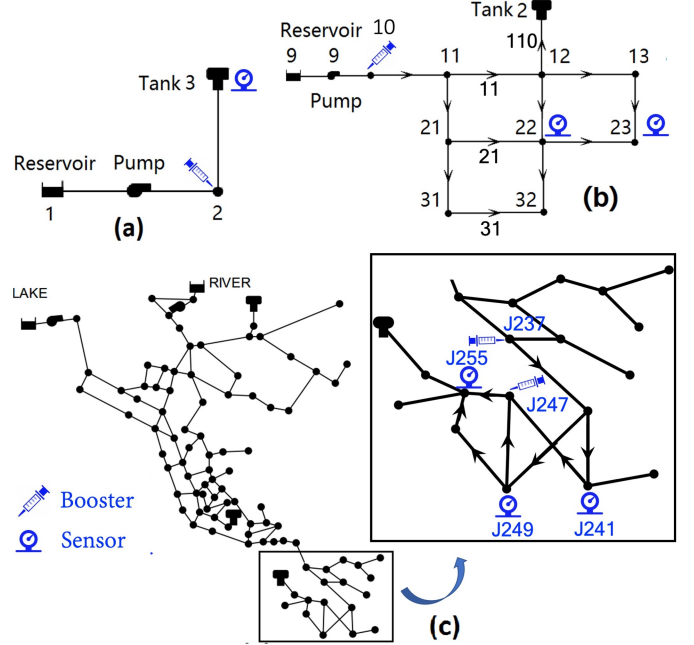 Tank 3
Reservoir
Pump
1
2
(a)
Reservoir
9
9
10
Pump
Tank 2
110
11
12
13
11
21
22
23
21
31
32
31
(b)
LAKE
RIVER
Booster
Sensor
J237
J255
J247
J249
J241
(c)